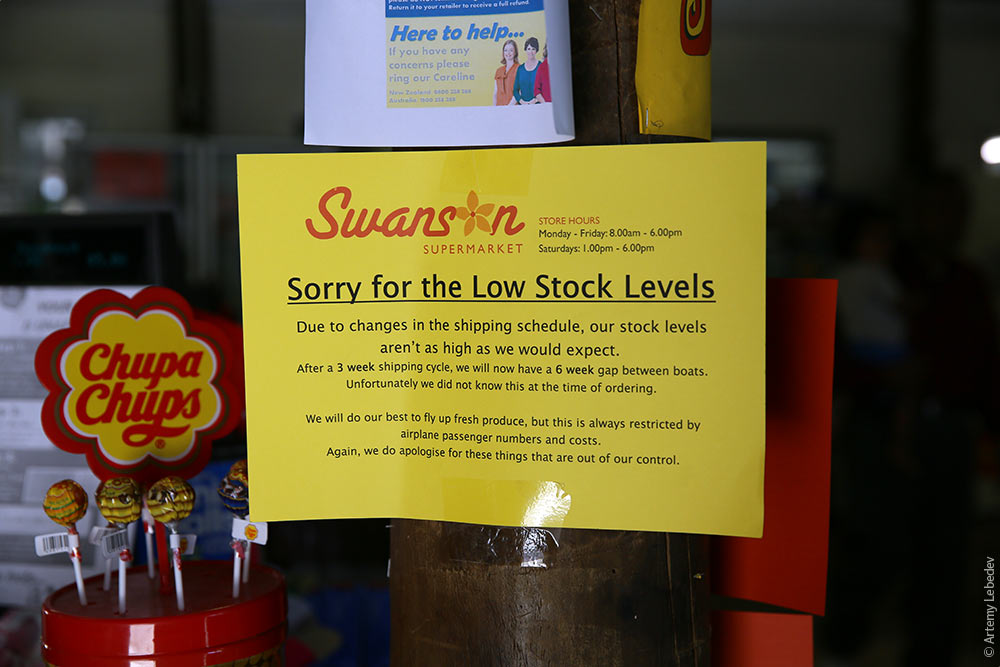 Return it to your retailer to receive a full refund
Here to help...
If you have any
concerns please
ring our Careline
New Zealand:
Australia:
Swanson
SUPERMARKET
STORE HOURS
Monday - Friday: 8.00am - 6.00pm
Saturdays: 1.00pm - 6.00pm
Sorry for the Low Stock Levels
Due to changes in the shipping schedule, our stock levels
aren't as high as we would expect.
After a 3 week shipping cycle, we will now have a 6 week gap between boats.
Unfortunately we did not know this at the time of ordering.
We will do our best to fly up fresh produce, but this is always restricted by
airplane passenger numbers and costs.
Again, we do apologise for these things that are out of our control.
Chupa
Chups
®
© Artemy Lebedev